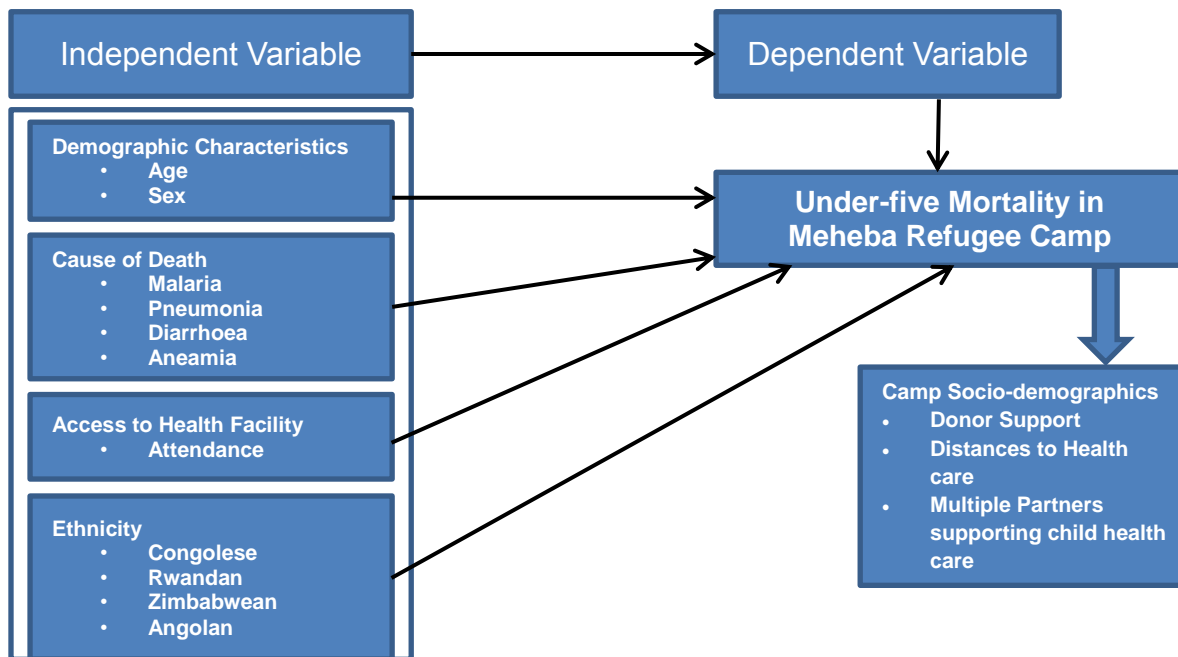 Independent Variable
Dependent Variable
Demographic Characteristics
• Age
• Sex
Cause of Death
• Malaria
• Pneumonia
• Diarrhoea
• Aneamia
Access to Health Facility
• Attendance
Ethnicity
• Congolese
• Rwandan
• Zimbabwean
• Angolan
Under-five Mortality in
Meheba Refugee Camp
Camp Socio-demographics
• Donor Support
• Distances to Health
care
• Multiple Partners
supporting child health
care